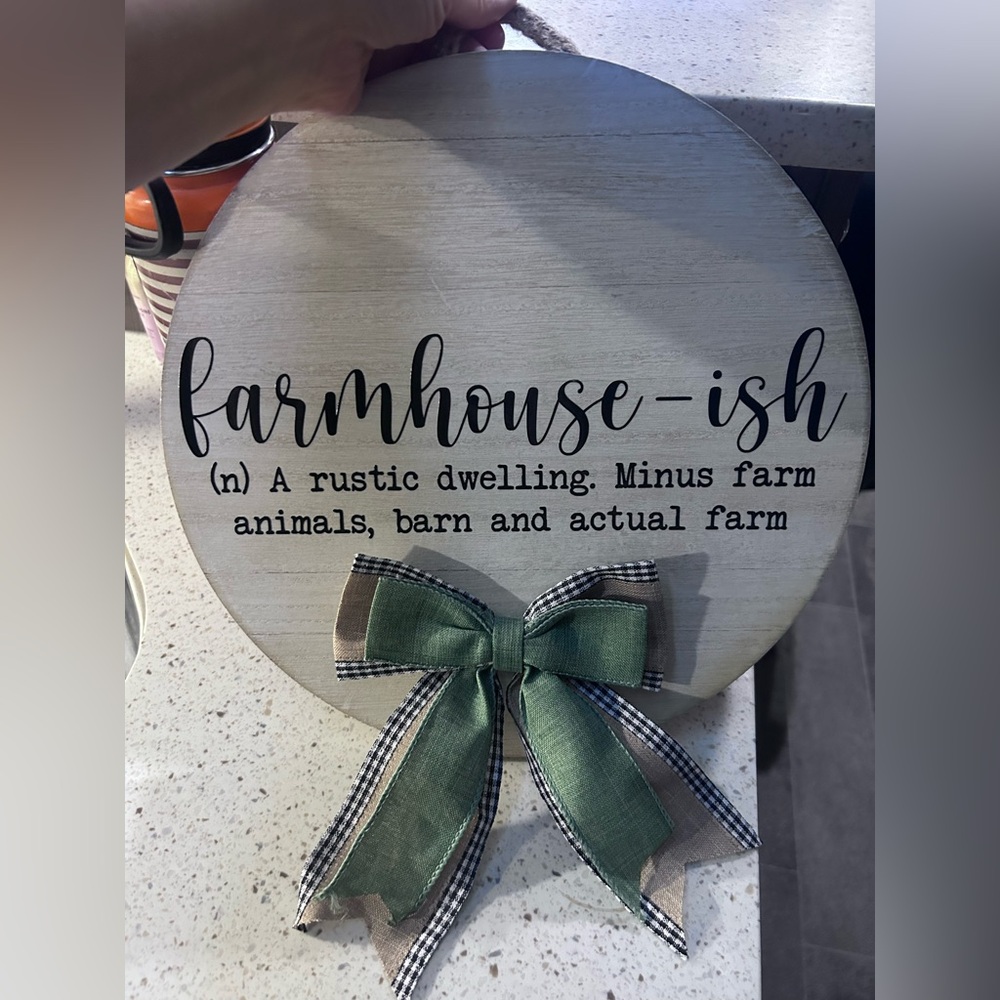 farmhouse-ish
(n) A rustic dwelling. Minus farm
animals, barn and actual farm